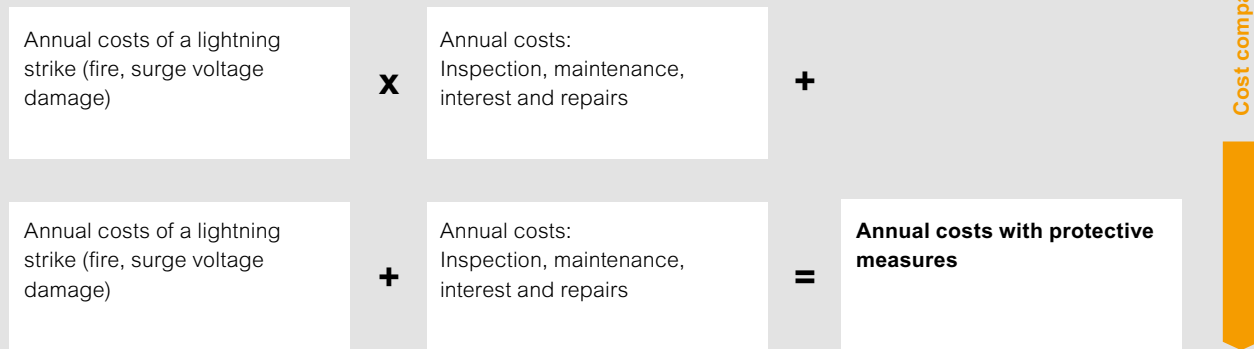 Annual costs of a lightning
strike (fire, surge voltage
damage)
x
Annual costs:
Inspection, maintenance,
interest and repairs
+
Annual costs of a lightning
strike (fire, surge voltage
damage)
+
Annual costs:
Inspection, maintenance,
interest and repairs
=
Annual costs with protective
measures
Cost